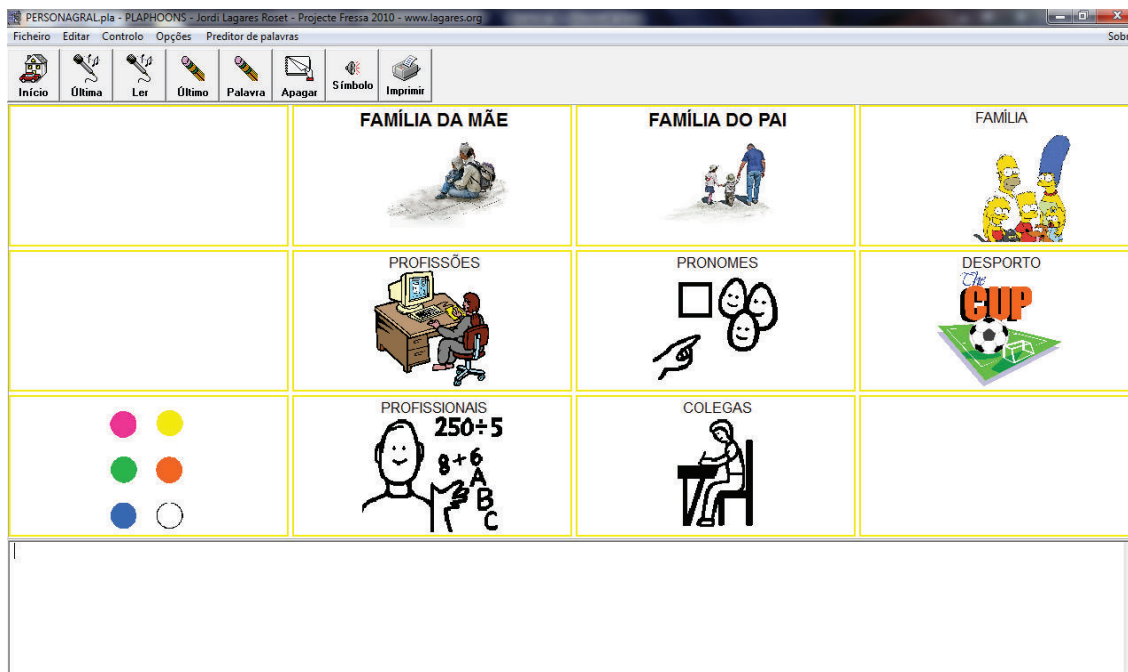 PERSONAGRAL.pla - PLAPHOONS - Jordi Lagares Roset - Projecte Fressa 2010 - www.lagares.org
Ficheiro Editar Controlo Opções Preditor de palavras Sobr
Início Última Ler Último Palavra Apagar Símbolo Imprimir
FAMÍLIA DA MÃE FAMÍLIA DO PAI FAMÍLIA
PROFISSÕES PRONOMES DESPORTO
The
CUP
PROFISSIONAIS COLEGAS
250÷5
8+6
A
B
C